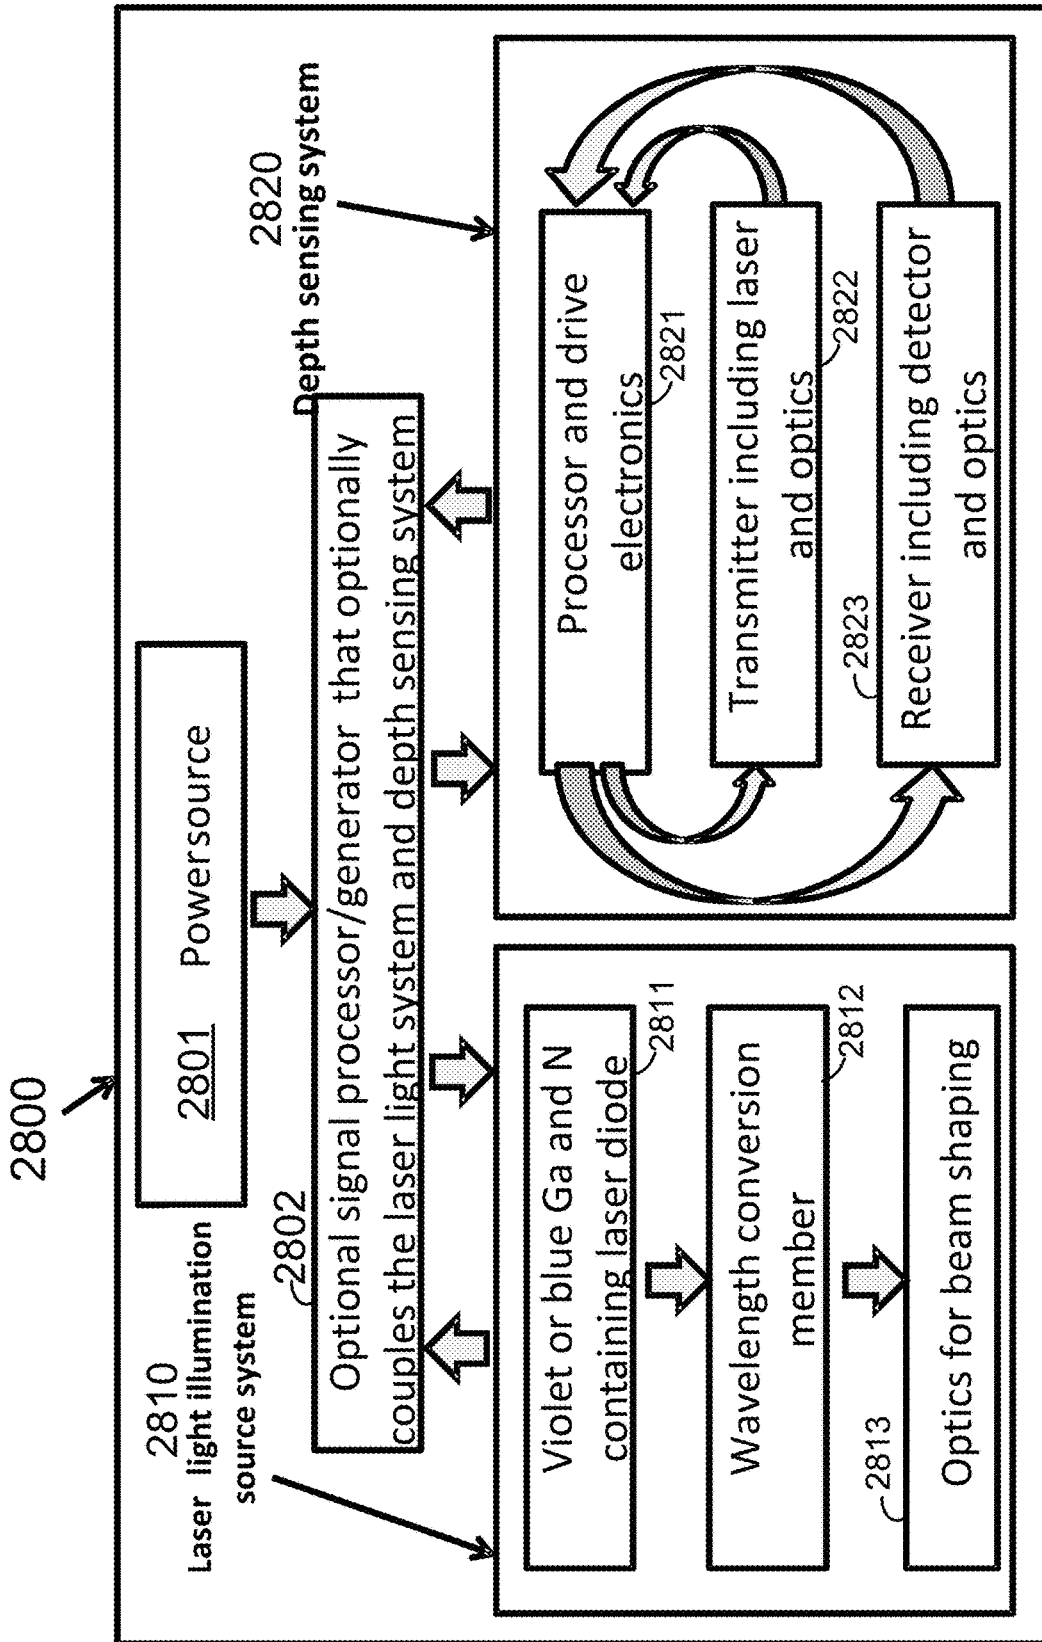 2800
2801 Powersource
2810
Laser light illumination
source system
2802
Optional signal processor/generator that optionally
couples the laser light system and depth sensing system
2820
Depth sensing system
Violet or blue Ga and N
containing laser diode
2811
Wavelength conversion
member
2812
2813
Optics for beam shaping
Processor and drive
electronics
2821
Transmitter including laser
and optics
2822
2823
Receiver including detector
and optics